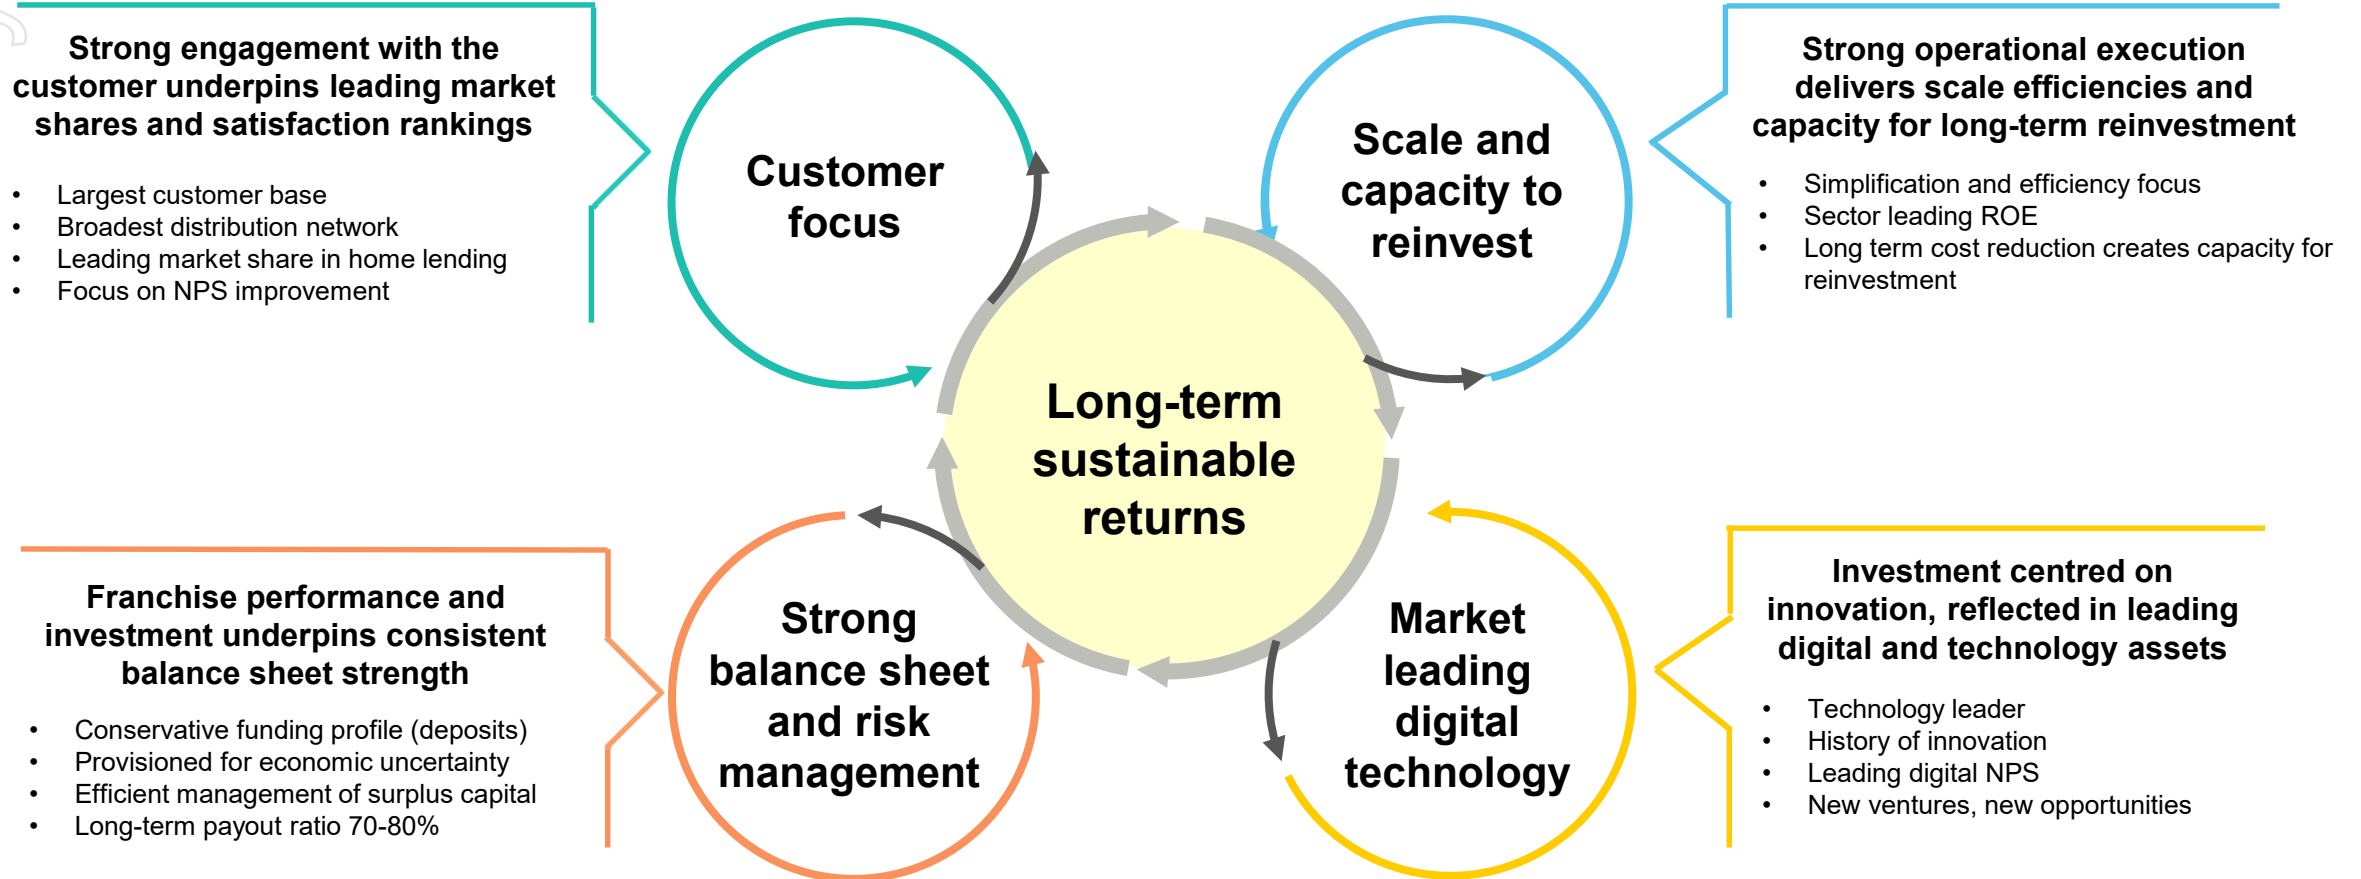 Strong engagement with the
customer underpins leading market
shares and satisfaction rankings
• Largest customer base
• Broadest distribution network
• Leading market share in home lending
• Focus on NPS improvement
Customer
focus
Scale and
capacity to
reinvest
Strong operational execution
delivers scale efficiencies and
capacity for long-term reinvestment
• Simplification and efficiency focus
• Sector leading ROE
• Long term cost reduction creates capacity for
reinvestment
Long-term
sustainable
returns
Franchise performance and
investment underpins consistent
balance sheet strength
• Conservative funding profile (deposits)
• Provisioned for economic uncertainty
• Efficient management of surplus capital
• Long-term payout ratio 70-80%
Strong
balance sheet
and risk
management
Market
leading
digital
technology
Investment centred on
innovation, reflected in leading
digital and technology assets
• Technology leader
• History of innovation
• Leading digital NPS
• New ventures, new opportunities